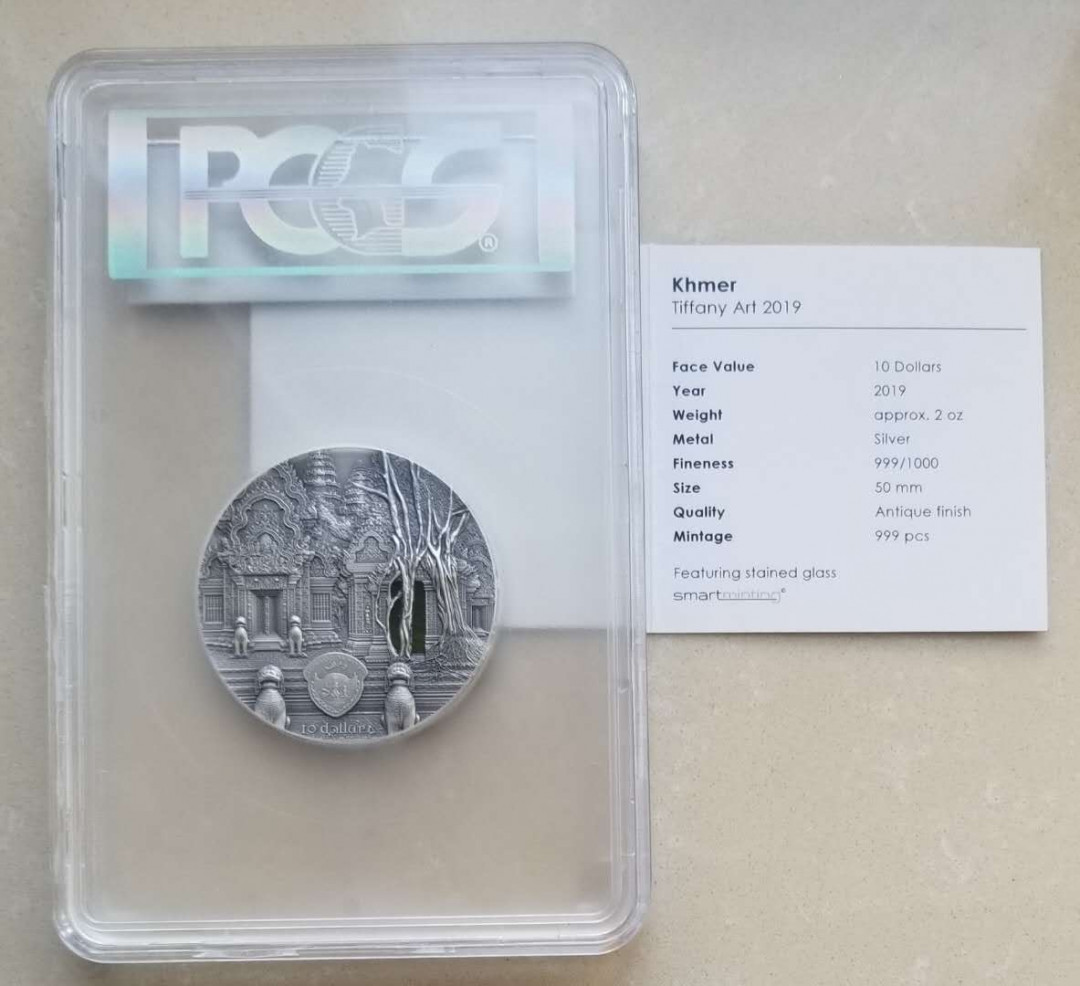 PCGS®
Khmer
Tiffany Art 2019
Face Value 10 Dollars
Year 2019
Weight approx. 2 oz
Metal Silver
Fineness 999/1000
Size 50 mm
Quality Antique finish
Mintage 999 pcs
Featuring stained glass
smartminting®
10 dollars